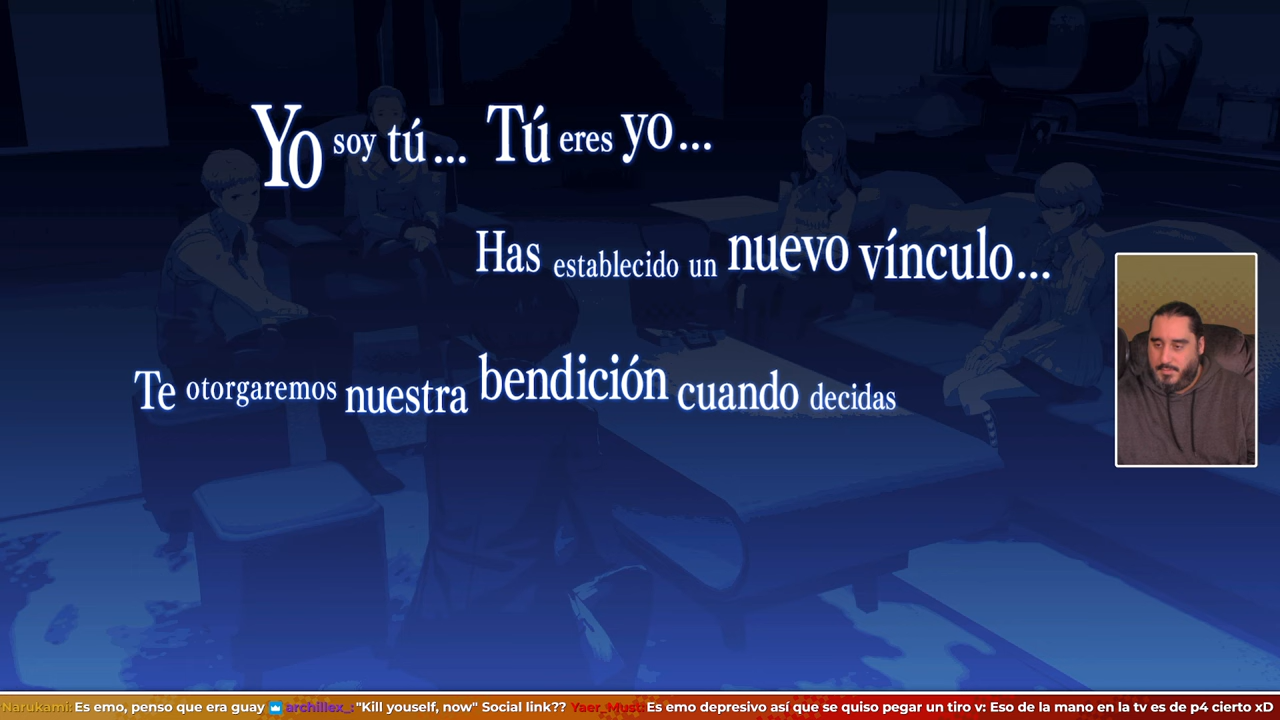 Yo soy tú... Tú eres yo...
Has establecido un nuevo vínculo...
Te otorgaremos nuestra bendición cuando decidas
Narukami: Es emo, penso que era guay archillex_: "Kill youself, now" Social link?? Yaer_Musc: Es emo depresivo así que se quiso pegar un tiro v: Eso de la mano en la tv es de p4 cierto xD